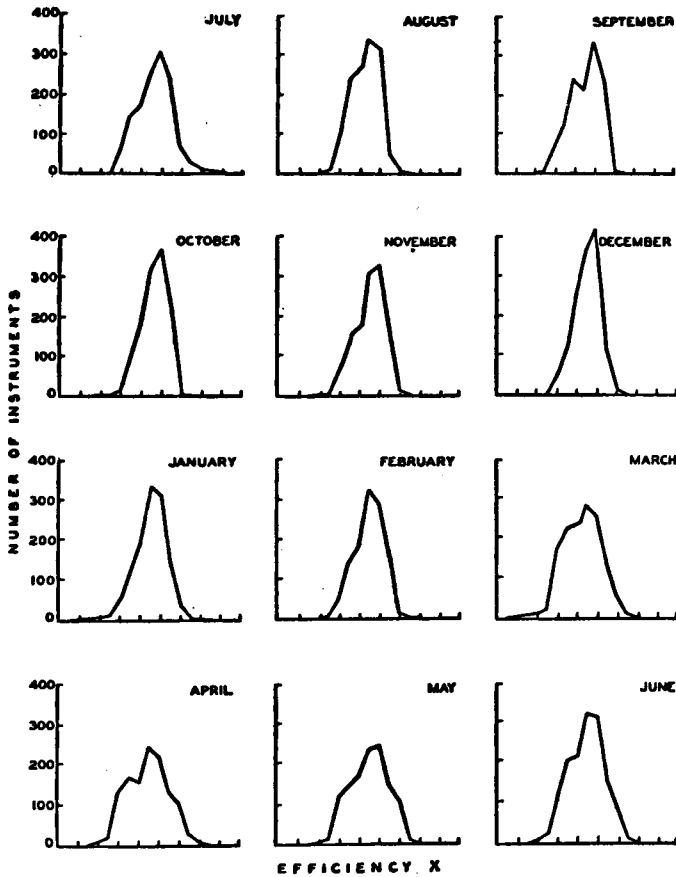 JULY
AUGUST
SEPTEMBER
400
300
200
100
0
OCTOBER
NOVEMBER
DECEMBER
400
300
200
100
0
JANUARY
FEBRUARY
MARCH
400
300
200
100
0
APRIL
MAY
JUNE
400
300
200
100
0
NUMBER OF INSTRUMENTS
EFFICIENCY X